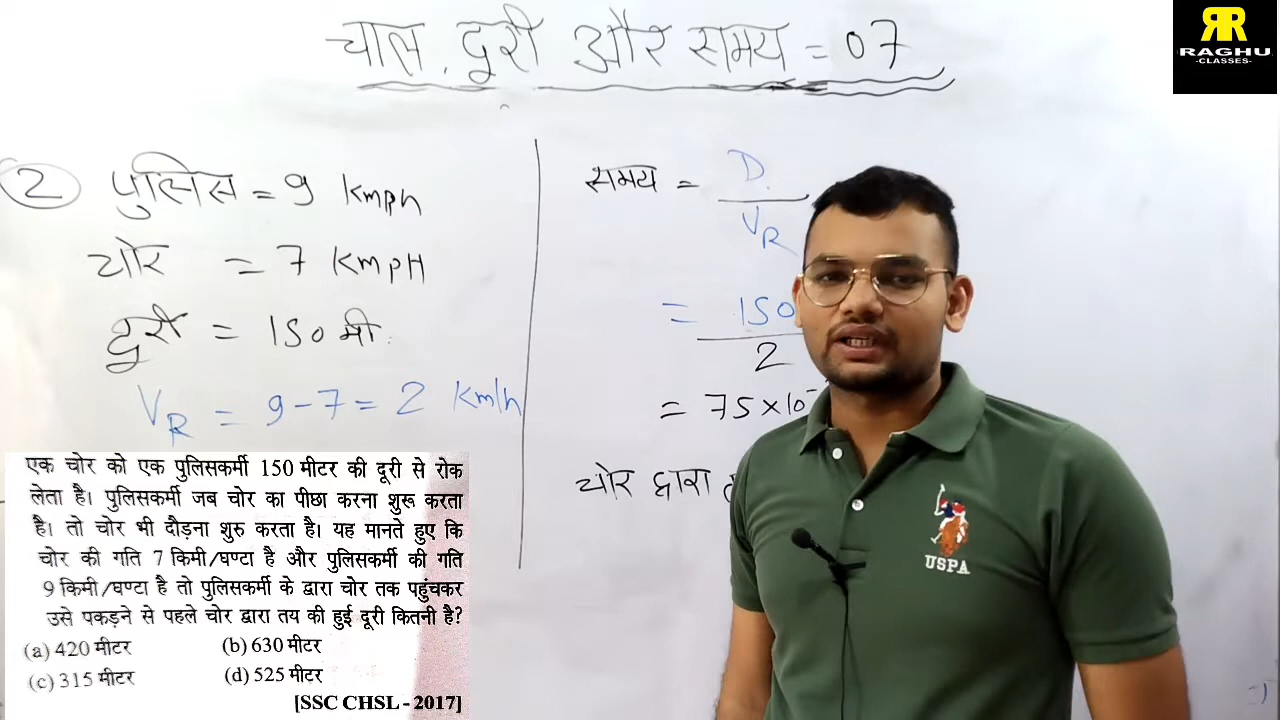 चाल, दूरी और समय = 07
RR
RAGHU
-CLASSES-
2 पुलिस = 9 Kmph
चोर = 7 KmpH
दूरी = 150 मी.
VR = 9-7 = 2 Km/h
समय = D / VR
= 150 / 2
= 75 × 10
चोर द्वारा
एक चोर को एक पुलिसकर्मी 150 मीटर की दूरी से रोक
लेता है। पुलिसकर्मी जब चोर का पीछा करना शुरू करता
है। तो चोर भी दौड़ना शुरु करता है। यह मानते हुए कि
चोर की गति 7 किमी/घण्टा है और पुलिसकर्मी की गति
9 किमी/घण्टा है तो पुलिसकर्मी के द्वारा चोर तक पहुंचकर
उसे पकड़ने से पहले चोर द्वारा तय की हुई दूरी कितनी है?
(a) 420 मीटर (b) 630 मीटर
(c) 315 मीटर (d) 525 मीटर
[SSC CHSL - 2017]
USPA